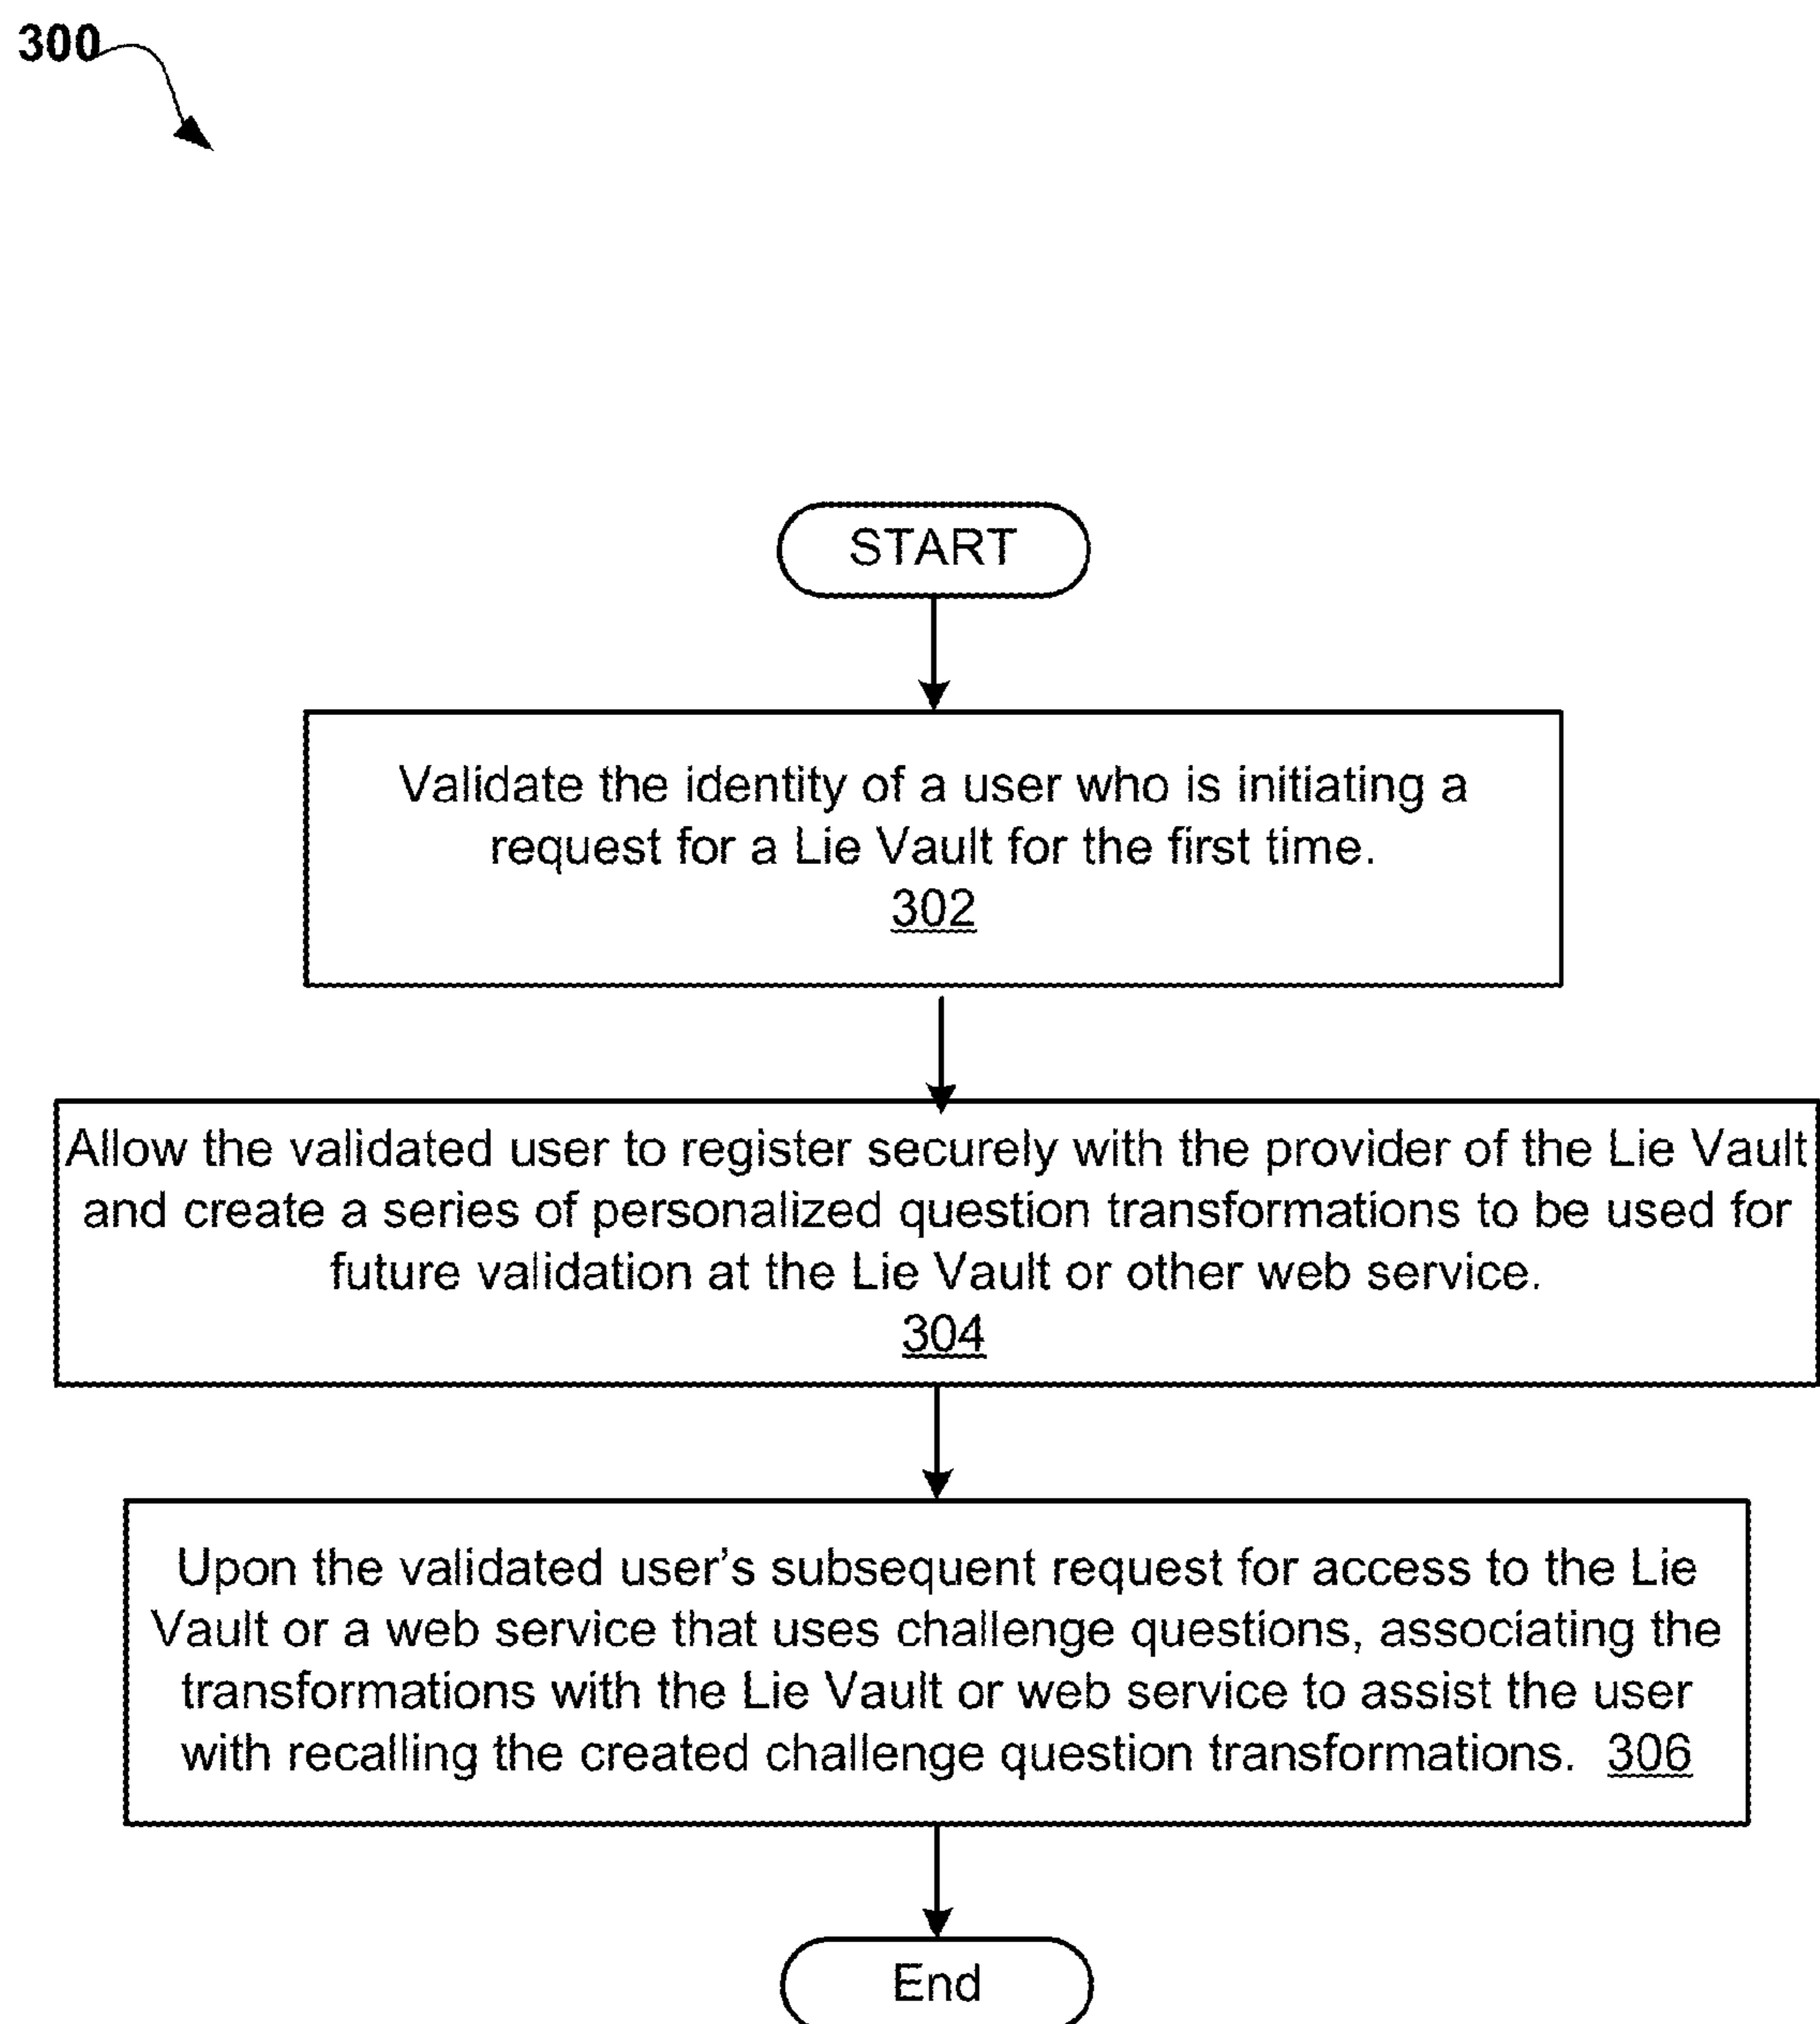 300
START
Validate the identity of a user who is initiating a
request for a Lie Vault for the first time.
302
Allow the validated user to register securely with the provider of the Lie Vault
and create a series of personalized question transformations to be used for
future validation at the Lie Vault or other web service.
304
Upon the validated user's subsequent request for access to the Lie
Vault or a web service that uses challenge questions, associating the
transformations with the Lie Vault or web service to assist the user
with recalling the created challenge question transformations. 306
End